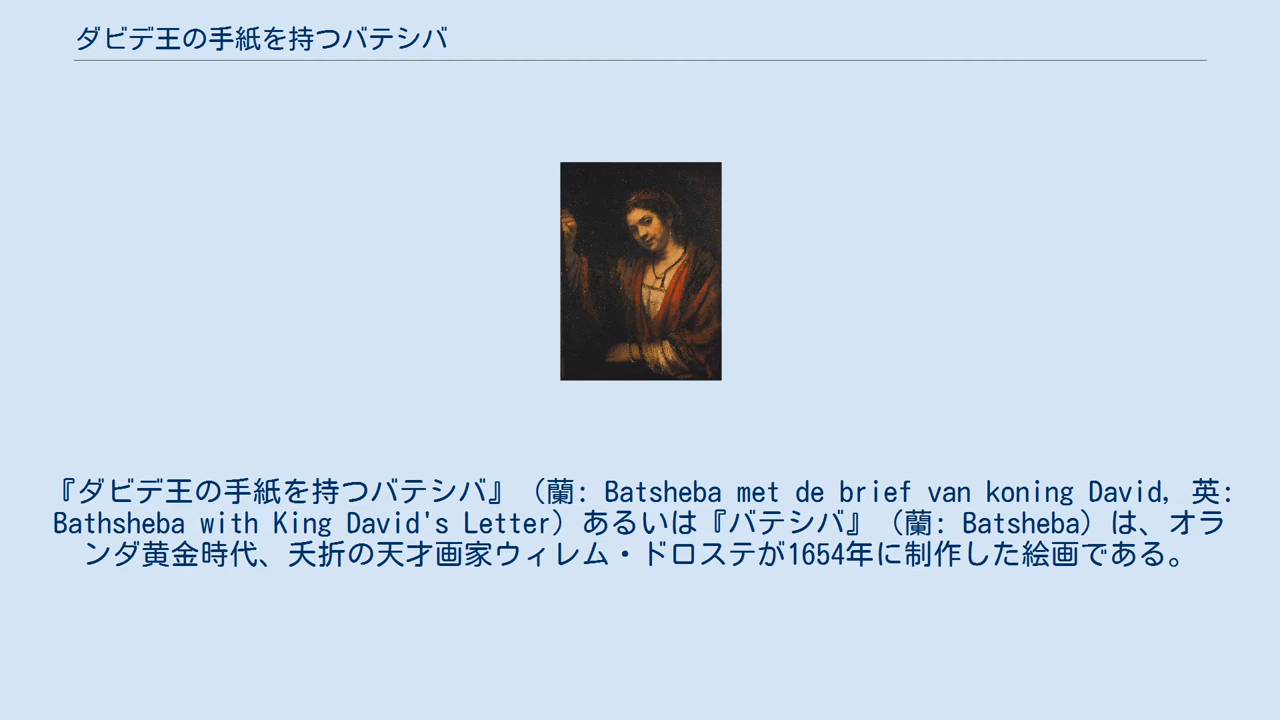 ダビデ王の手紙を持つバテシバ
『ダビデ王の手紙を持つバテシバ』（蘭: Batsheba met de brief van koning David, 英:
Bathsheba with King David's Letter）あるいは『バテシバ』（蘭: Batsheba）は、オラ
ンダ黄金時代、夭折の天才画家ウィレム・ドロステが1654年に制作した絵画である。